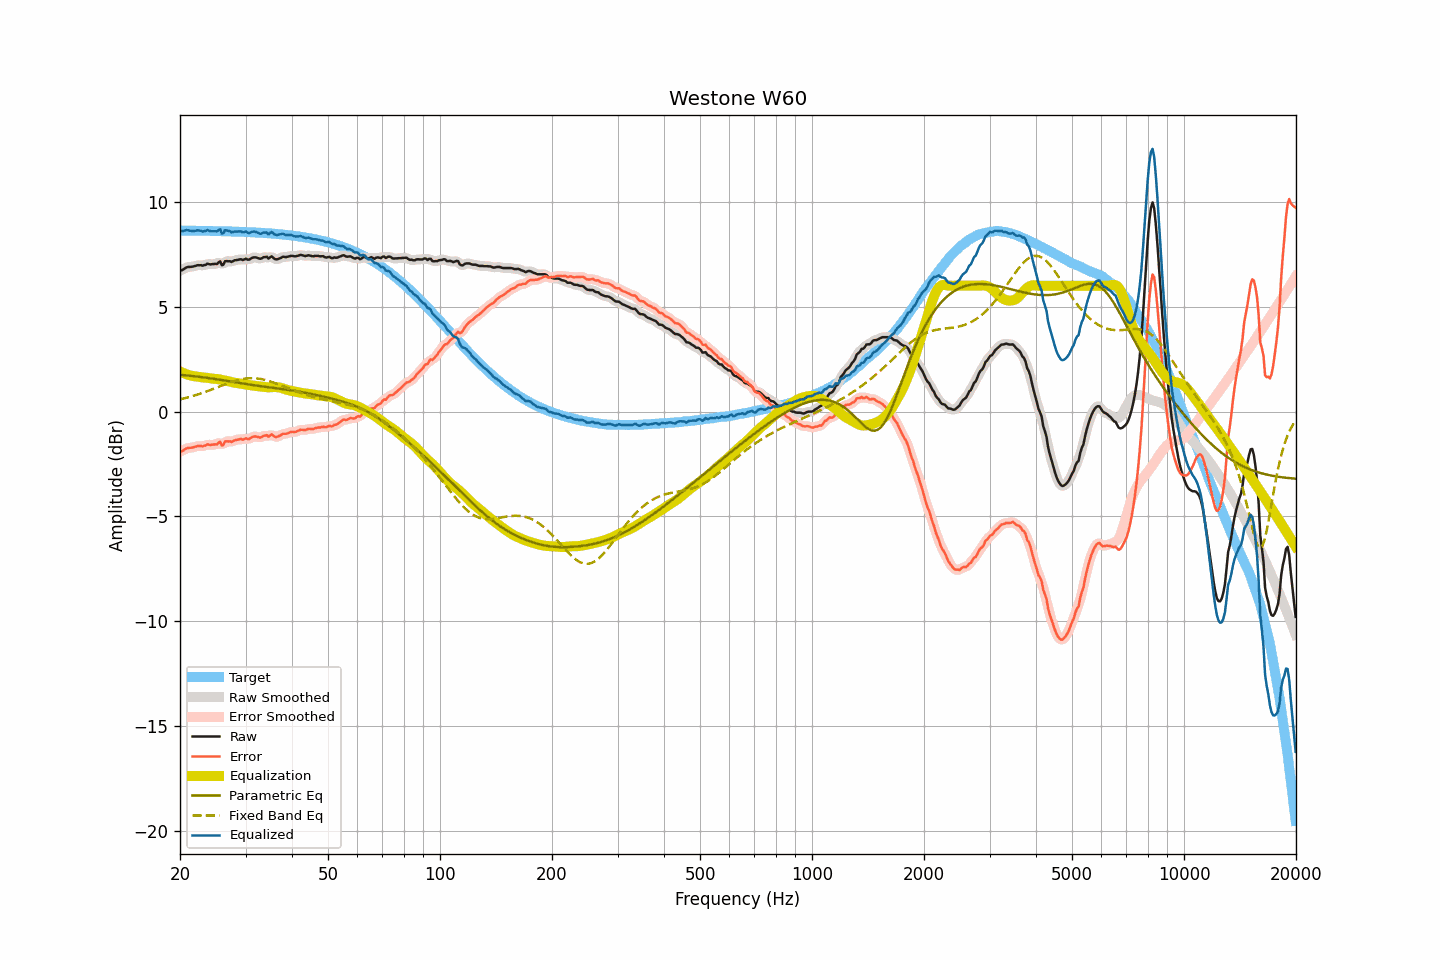 Westone W60
10
5
0
−5
−10
−15
−20
Amplitude (dBr)
Target
Raw Smoothed
Error Smoothed
Raw
Error
Equalization
Parametric Eq
Fixed Band Eq
Equalized
20 50 100 200 500 1000 2000 5000 10000 20000
Frequency (Hz)